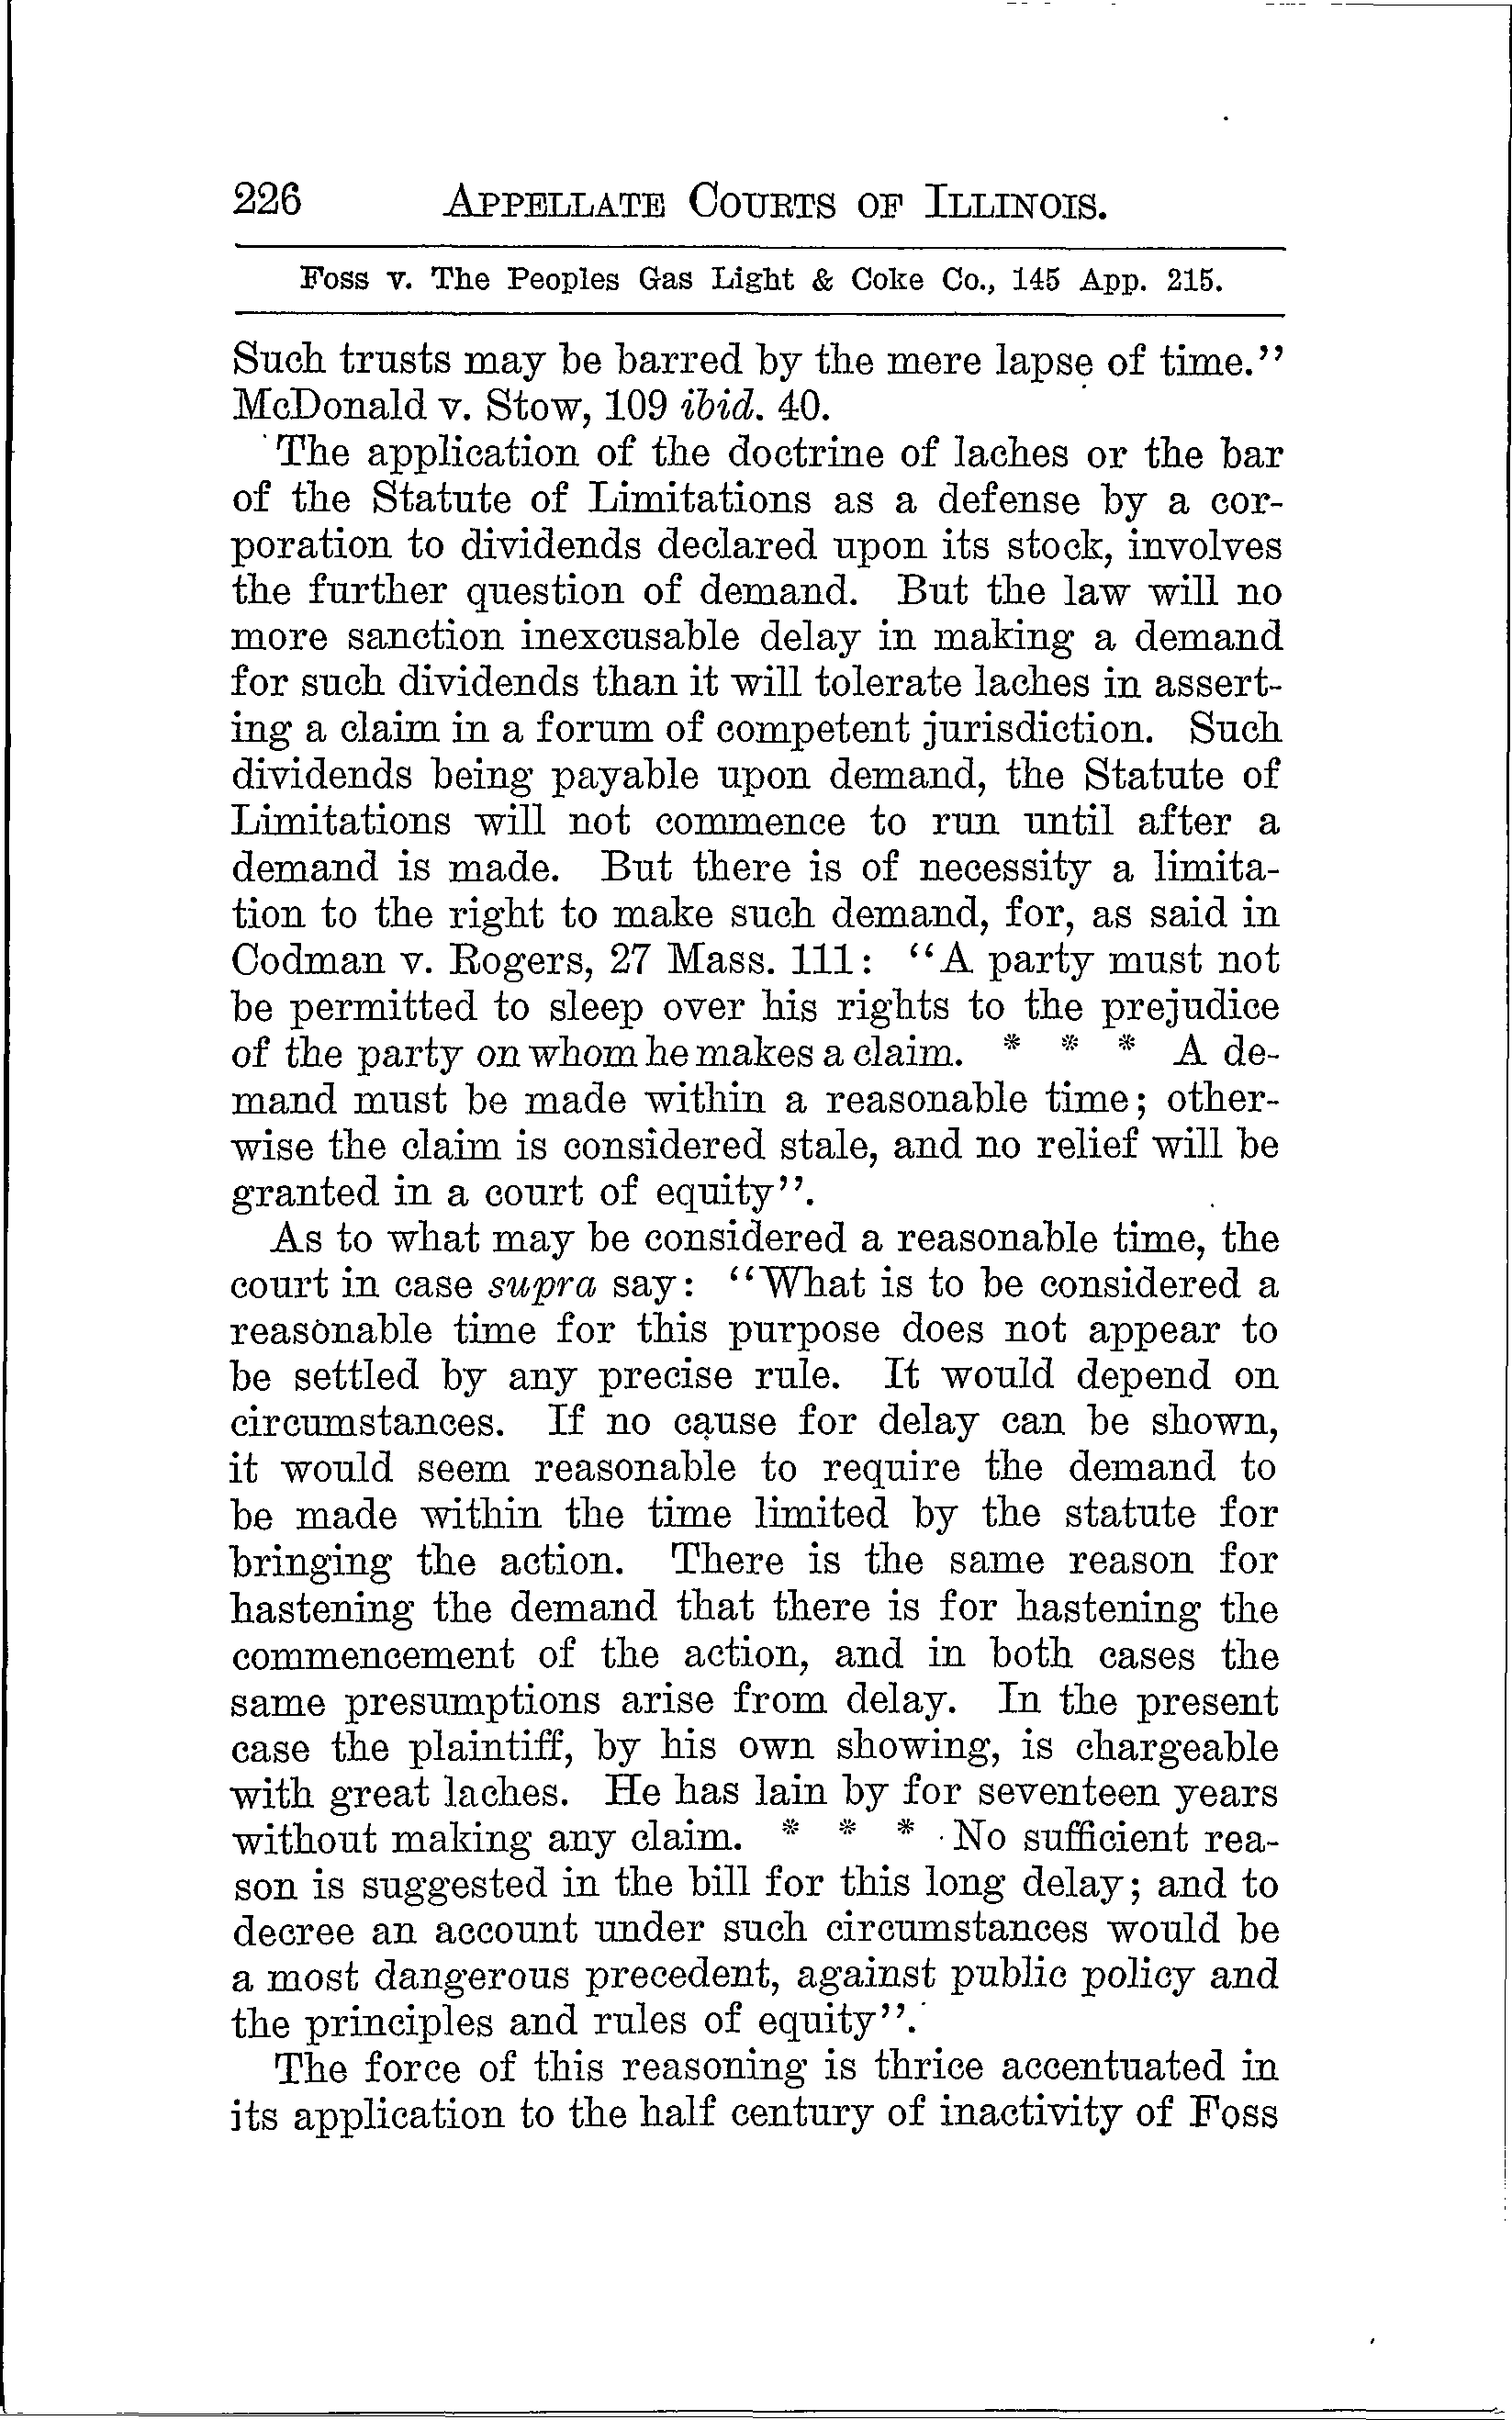 226 APPELLATE COURTS OF ILLINOIS.
Foss v. The Peoples Gas Light & Coke Co., 145 App. 215.
Such trusts may be barred by the mere lapse of time.''
McDonald v. Stow, 109 ibid. 40.
The application of the doctrine of laches or the bar
of the Statute of Limitations as a defense by a cor-
poration to dividends declared upon its stock, involves
the further question of demand. But the law will no
more sanction inexcusable delay in making a demand
for such dividends than it will tolerate laches in assert-
ing a claim in a forum of competent jurisdiction. Such
dividends being payable upon demand, the Statute of
Limitations will not commence to run until after a
demand is made. But there is of necessity a limita-
tion to the right to make such demand, for, as said in
Codman v. Rogers, 27 Mass. 111: ''A party must not
be permitted to sleep over his rights to the prejudice
of the party on whom he makes a claim. * * * A de-
mand must be made within a reasonable time; other-
wise the claim is considered stale, and no relief will be
granted in a court of equity''.
As to what may be considered a reasonable time, the
court in case supra say: ''What is to be considered a
reasonable time for this purpose does not appear to
be settled by any precise rule. It would depend on
circumstances. If no cause for delay can be shown,
it would seem reasonable to require the demand to
be made within the time limited by the statute for
bringing the action. There is the same reason for
hastening the demand that there is for hastening the
commencement of the action, and in both cases the
same presumptions arise from delay. In the present
case the plaintiff, by his own showing, is chargeable
with great laches. He has lain by for seventeen years
without making any claim. * * * No sufficient rea-
son is suggested in the bill for this long delay; and to
decree an account under such circumstances would be
a most dangerous precedent, against public policy and
the principles and rules of equity''.
The force of this reasoning is thrice accentuated in
its application to the half century of inactivity of Foss